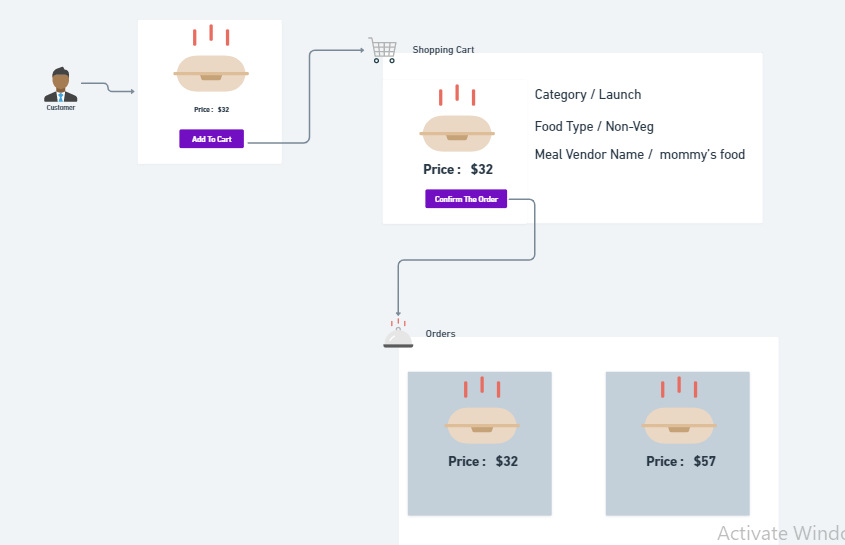 Customer
Price : $32
Add To Cart
Shopping Cart
Category / Launch
Food Type / Non-Veg
Meal Vendor Name / mommy's food
Price : $32
Confirm The Order
Orders
Price : $32
Price : $57
Activate Windo